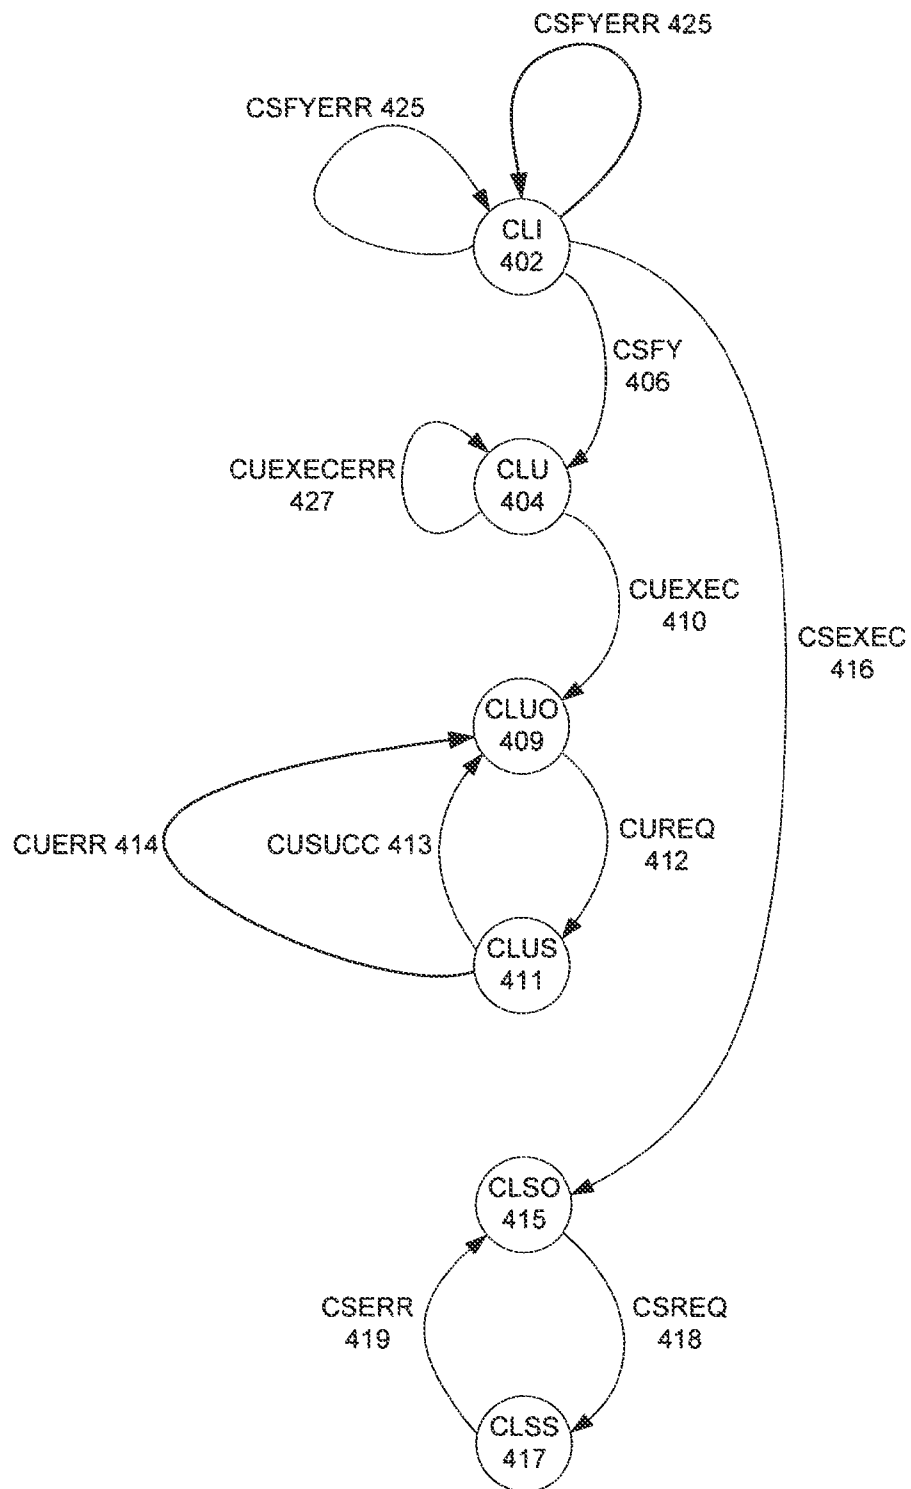 CSFYERR 425
CSFYERR 425
CLI
402
CSFY
406
CUEXECERR
427
CLU
404
CUEXEC
410
CSEXEC
416
CLUO
409
CUERR 414
CUSUCC 413
CUREQ
412
CLUS
411
CLSO
415
CSERR
419
CSREQ
418
CLSS
417